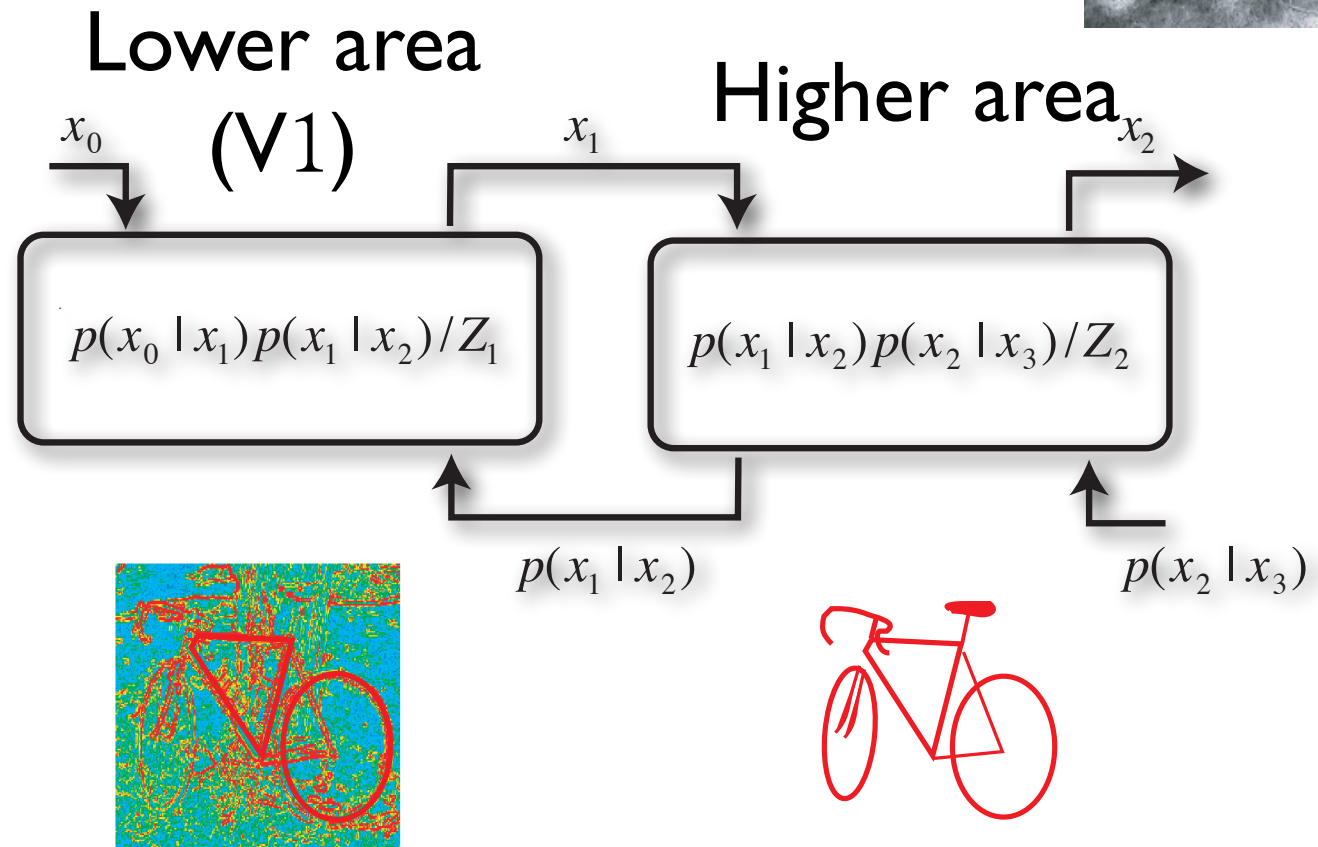 Lower area
(V1)
Higher area
x₀
x₁
x₂
p(x₀ | x₁)p(x₁ | x₂)/Z₁
p(x₁ | x₂)p(x₂ | x₃)/Z₂
p(x₁ | x₂)
p(x₂ | x₃)